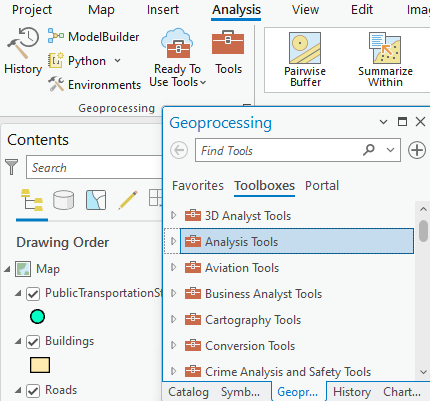 Project Map Insert Analysis View Edit Ima
History
ModelBuilder
Python
Environments
Ready To
Use Tools
Tools
Pairwise
Buffer
Summarize
Within
Geoprocessing
Contents
Search
Drawing Order
Map
PublicTransportationSt
Buildings
Roads
Geoprocessing
Find Tools
Favorites Toolboxes Portal
3D Analyst Tools
Analysis Tools
Aviation Tools
Business Analyst Tools
Cartography Tools
Conversion Tools
Crime Analysis and Safety Tools
Catalog Symb... Geopr... History Chart...